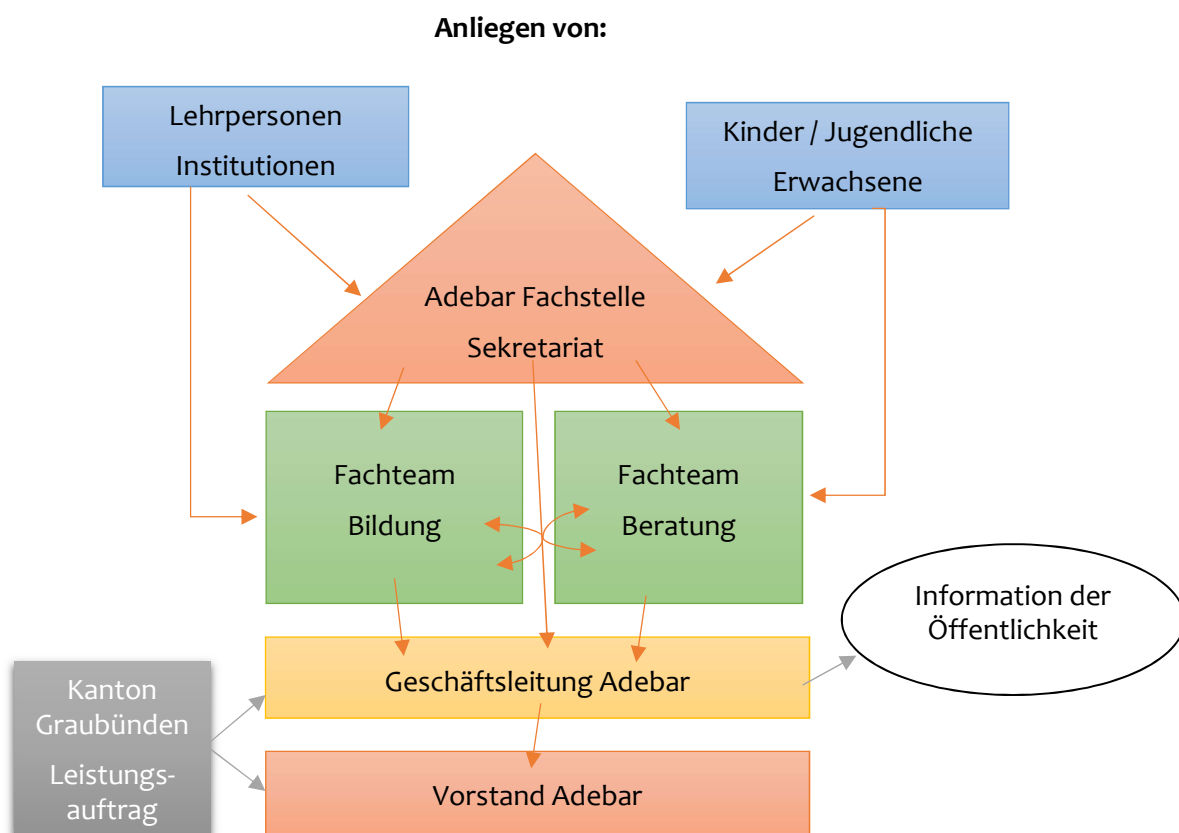 Anliegen von:
Lehrpersonen
Institutionen
Kinder / Jugendliche
Erwachsene
Adebar Fachstelle
Sekretariat
Fachteam
Bildung
Fachteam
Beratung
Information der
Öffentlichkeit
Geschäftsleitung Adebar
Kanton
Graubünden
Leistungs-
auftrag
Vorstand Adebar